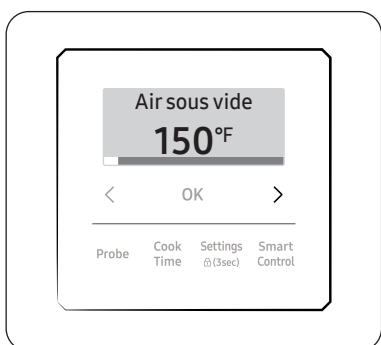 Air sous vide
150°F
< OK >
Probe Cook Time Settings (3sec) Smart Control